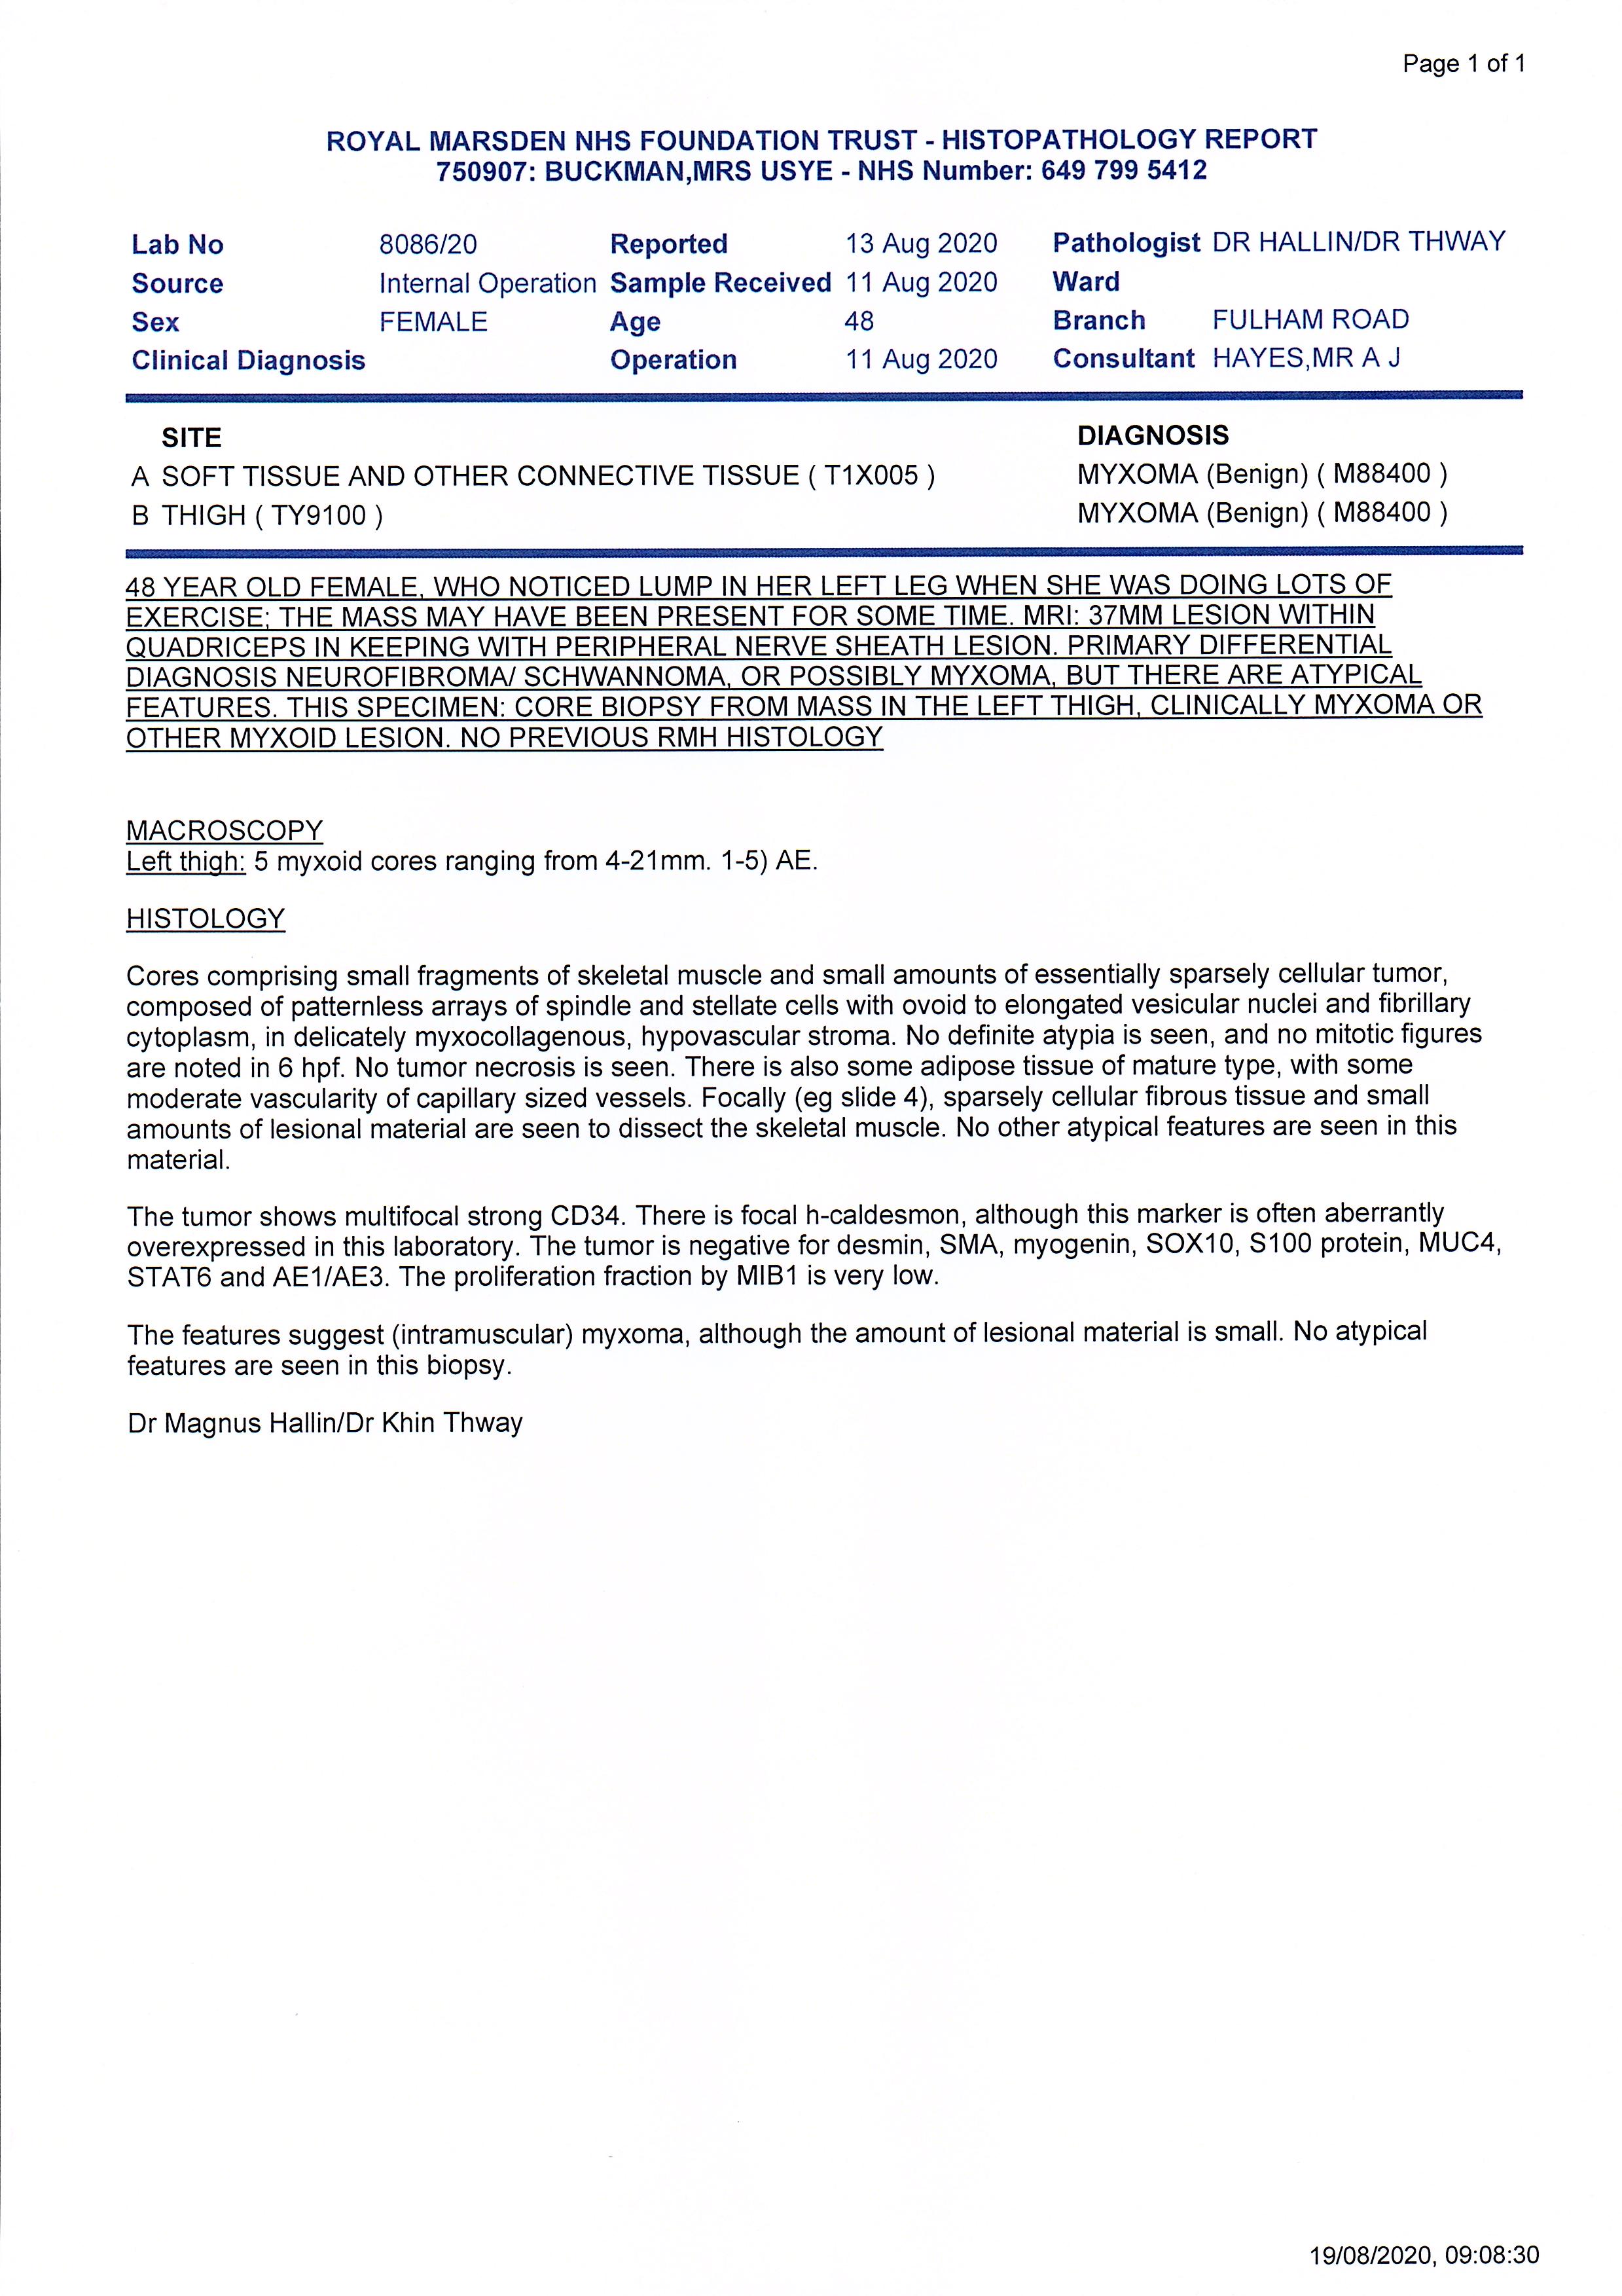 Page 1 of 1
ROYAL MARSDEN NHS FOUNDATION TRUST - HISTOPATHOLOGY REPORT
750907: BUCKMAN,MRS USYE - NHS Number: 649 799 5412
Lab No 8086/20 Reported 13 Aug 2020 Pathologist DR HALLIN/DR THWAY
Source Internal Operation Sample Received 11 Aug 2020 Ward
Sex FEMALE Age 48 Branch FULHAM ROAD
Clinical Diagnosis Operation 11 Aug 2020 Consultant HAYES,MR A J
SITE DIAGNOSIS
A SOFT TISSUE AND OTHER CONNECTIVE TISSUE ( T1X005 ) MYXOMA (Benign) ( M88400 )
B THIGH ( TY9100 ) MYXOMA (Benign) ( M88400 )
48 YEAR OLD FEMALE, WHO NOTICED LUMP IN HER LEFT LEG WHEN SHE WAS DOING LOTS OF
EXERCISE; THE MASS MAY HAVE BEEN PRESENT FOR SOME TIME. MRI: 37MM LESION WITHIN
QUADRICEPS IN KEEPING WITH PERIPHERAL NERVE SHEATH LESION. PRIMARY DIFFERENTIAL
DIAGNOSIS NEUROFIBROMA/ SCHWANNOMA, OR POSSIBLY MYXOMA, BUT THERE ARE ATYPICAL
FEATURES. THIS SPECIMEN: CORE BIOPSY FROM MASS IN THE LEFT THIGH, CLINICALLY MYXOMA OR
OTHER MYXOID LESION. NO PREVIOUS RMH HISTOLOGY
MACROSCOPY
Left thigh: 5 myxoid cores ranging from 4-21mm. 1-5) AE.
HISTOLOGY
Cores comprising small fragments of skeletal muscle and small amounts of essentially sparsely cellular tumor,
composed of patternless arrays of spindle and stellate cells with ovoid to elongated vesicular nuclei and fibrillary
cytoplasm, in delicately myxocollagenous, hypovascular stroma. No definite atypia is seen, and no mitotic figures
are noted in 6 hpf. No tumor necrosis is seen. There is also some adipose tissue of mature type, with some
moderate vascularity of capillary sized vessels. Focally (eg slide 4), sparsely cellular fibrous tissue and small
amounts of lesional material are seen to dissect the skeletal muscle. No other atypical features are seen in this
material.
The tumor shows multifocal strong CD34. There is focal h-caldesmon, although this marker is often aberrantly
overexpressed in this laboratory. The tumor is negative for desmin, SMA, myogenin, SOX10, S100 protein, MUC4,
STAT6 and AE1/AE3. The proliferation fraction by MIB1 is very low.
The features suggest (intramuscular) myxoma, although the amount of lesional material is small. No atypical
features are seen in this biopsy.
Dr Magnus Hallin/Dr Khin Thway
19/08/2020, 09:08:30